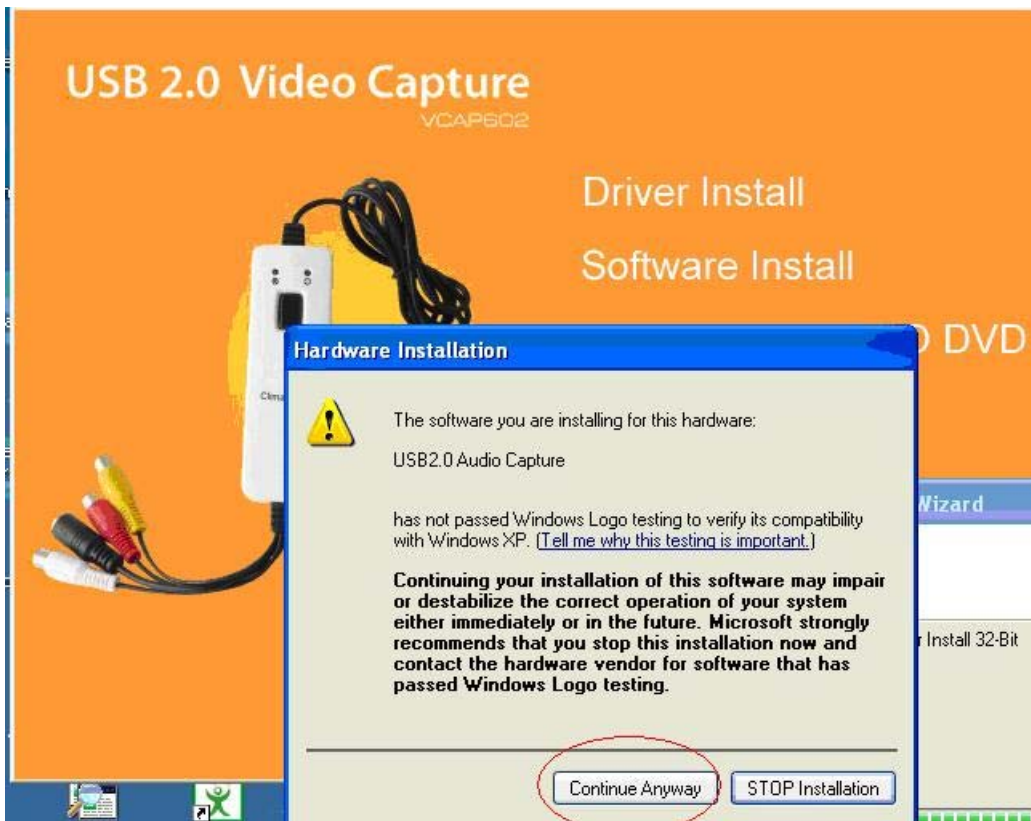 USB 2.0 Video Capture
VCAP602
Driver Install
Software Install
DVD
Hardware Installation
The software you are installing for this hardware:
USB2.0 Audio Capture
has not passed Windows Logo testing to verify its compatibility
with Windows XP. (Tell me why this testing is important.)
Continuing your installation of this software may impair
or destabilize the correct operation of your system
either immediately or in the future. Microsoft strongly
recommends that you stop this installation now and
contact the hardware vendor for software that has
passed Windows Logo testing.
Wizard
Install 32-Bit
Continue Anyway
STOP Installation